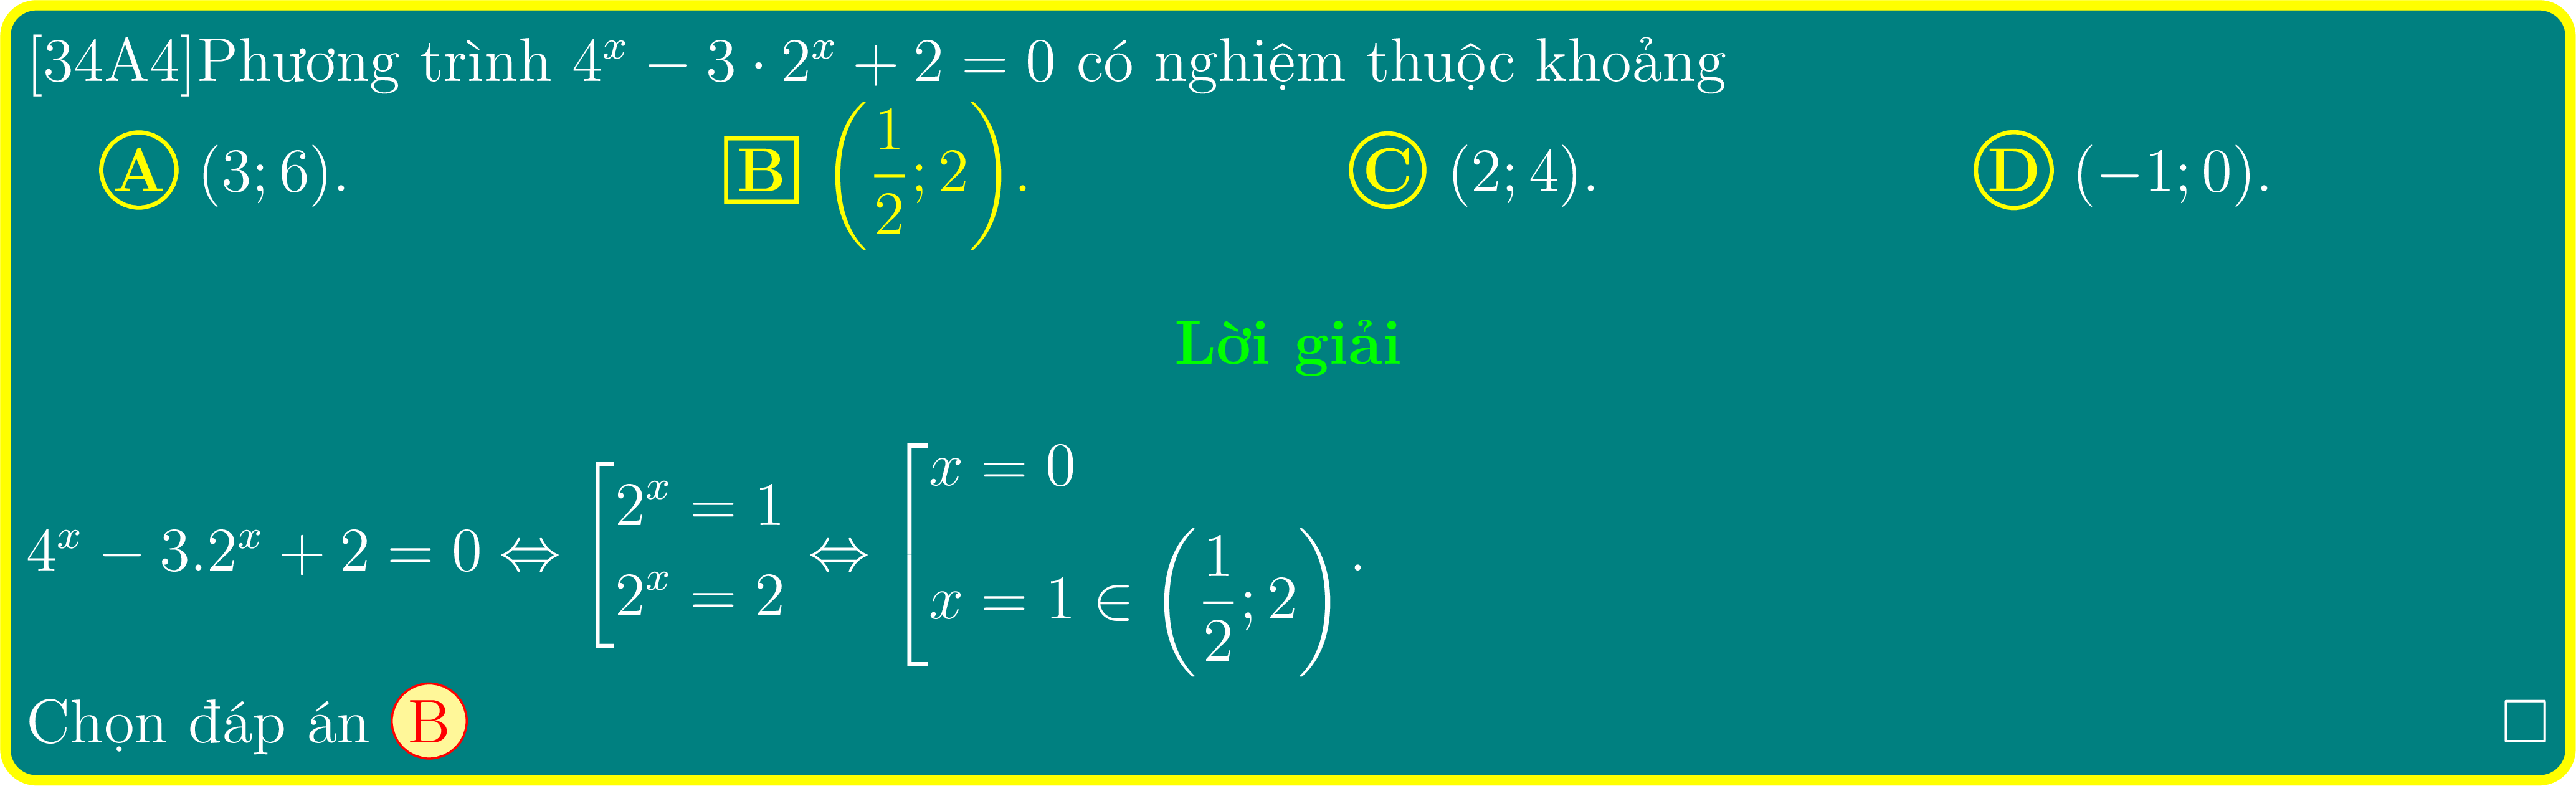 [34A4]Phương trình $4^x - 3 \cdot 2^x + 2 = 0$ có nghiệm thuộc khoảng
A $(3; 6)$. B $\left(\dfrac{1}{2}; 2\right)$. C $(2; 4)$. D $(-1; 0)$.
Lời giải
$4^x - 3.2^x + 2 = 0 \Leftrightarrow \left[\begin{array}{l} 2^x = 1 \\ 2^x = 2 \end{array}\right. \Leftrightarrow \left[\begin{array}{l} x = 0 \\ x = 1 \in \left(\dfrac{1}{2}; 2\right) \end{array}\right.$.
Chọn đáp án B □